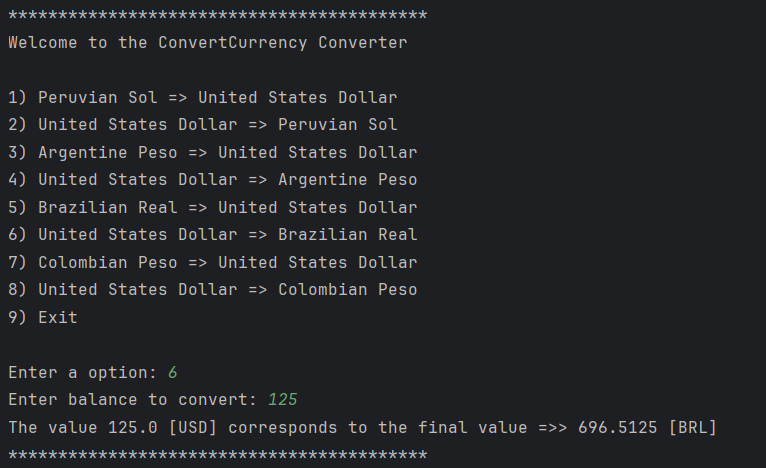 ******************************************
Welcome to the ConvertCurrency Converter
1) Peruvian Sol => United States Dollar
2) United States Dollar => Peruvian Sol
3) Argentine Peso => United States Dollar
4) United States Dollar => Argentine Peso
5) Brazilian Real => United States Dollar
6) United States Dollar => Brazilian Real
7) Colombian Peso => United States Dollar
8) United States Dollar => Colombian Peso
9) Exit
Enter a option: 6
Enter balance to convert: 125
The value 125.0 [USD] corresponds to the final value =>> 696.5125 [BRL]
******************************************